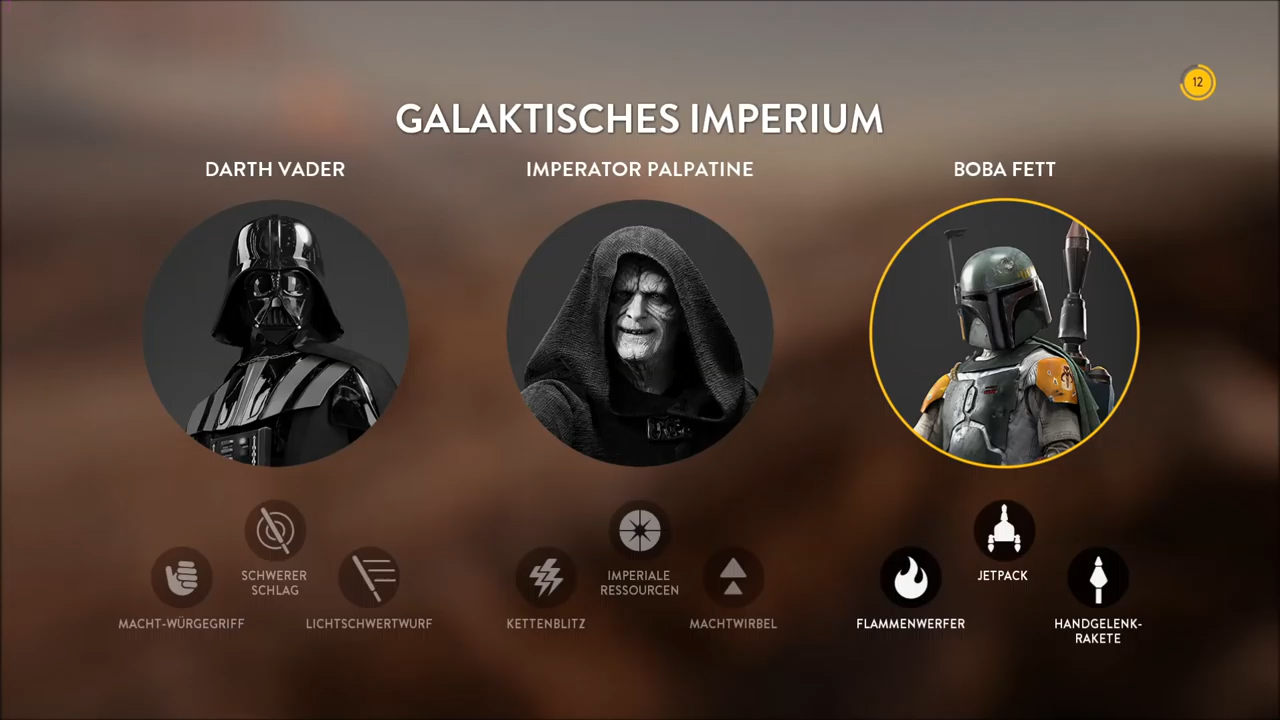 12
GALAKTISCHES IMPERIUM
DARTH VADER
IMPERATOR PALPATINE
BOBA FETT
SCHWERER
SCHLAG
MACHT-WÜRGEGRIFF
LICHTSCHWERTWURF
IMPERIALE
RESSOURCEN
KETTENBLITZ
MACHTWIRBEL
JETPACK
FLAMMENWERFER
HANDGELENK-
RAKETE